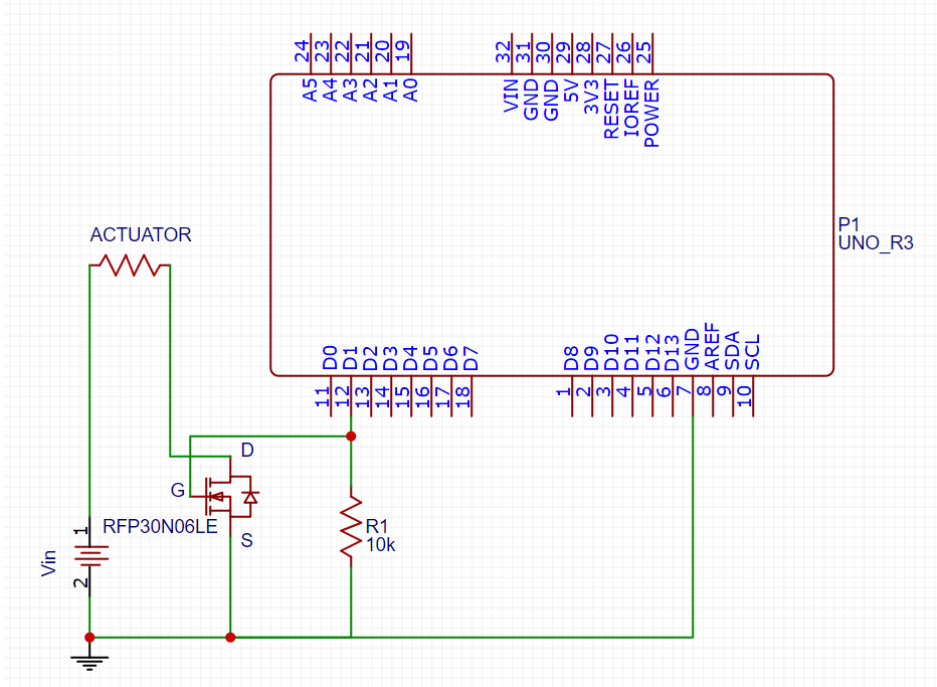 24 23 22 21 20 19
32 31 30 29 28 27 26 25
A5 A4 A3 A2 A1 A0
VIN GND GND 5V 3V3 RESET IOREF POWER
P1
UNO_R3
ACTUATOR
D0 D1 D2 D3 D4 D5 D6 D7
D8 D9 D10 D11 D12 D13 GND AREF SDA SCL
11 12 13 14 15 16 17 18
1 2 3 4 5 6 7 8 9 10
D
G
RFP30N06LE
S
R1
10k
1
Vin
2